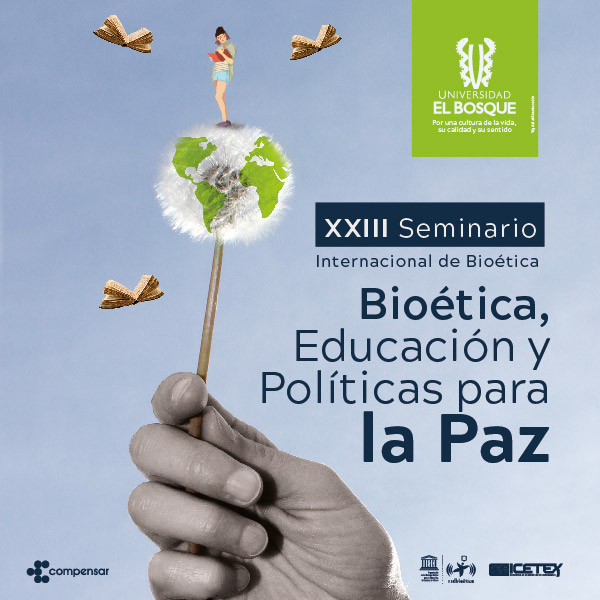 UNIVERSIDAD
EL BOSQUE
Por una cultura de la vida,
su calidad y su sentido
XXIII Seminario
Internacional de Bioética
Bioética,
Educación y
Políticas para
la Paz
compensar
redbioética
ICETEX